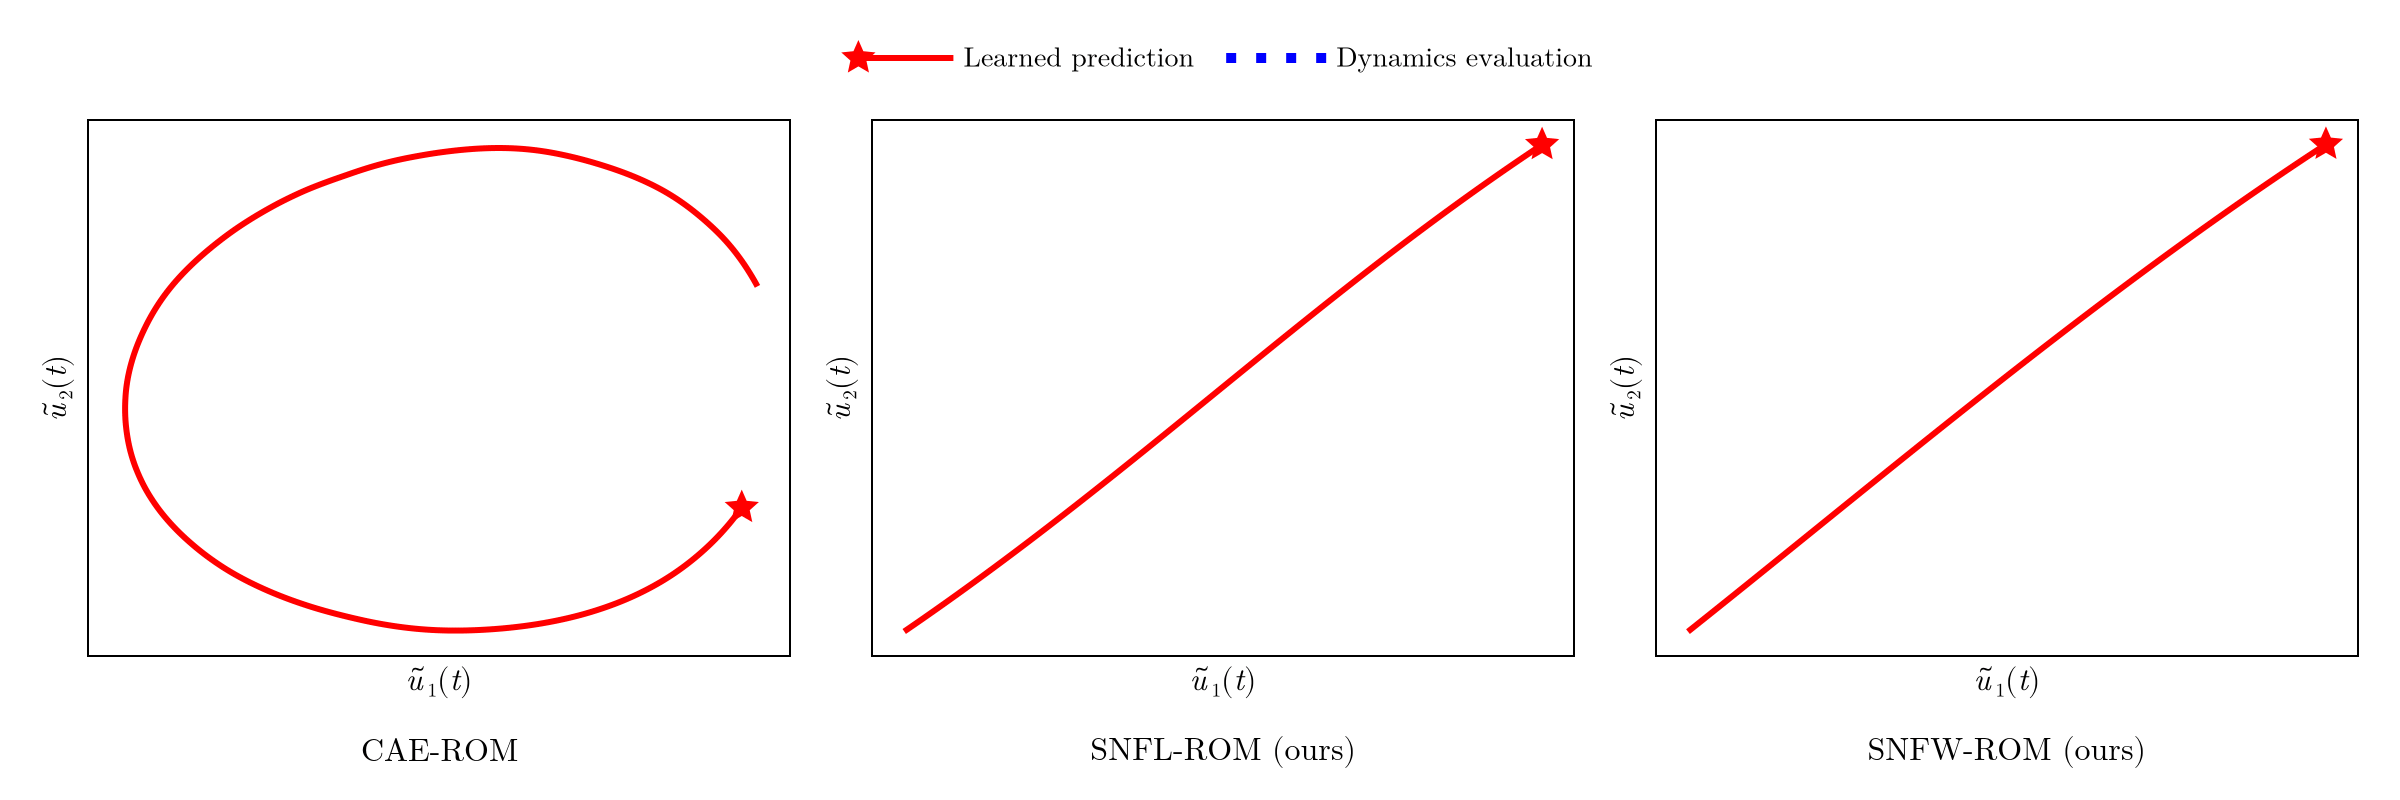 Learned prediction Dynamics evaluation
ũ₂(t) ũ₂(t) ũ₂(t)
ũ₁(t) ũ₁(t) ũ₁(t)
CAE-ROM SNFL-ROM (ours) SNFW-ROM (ours)